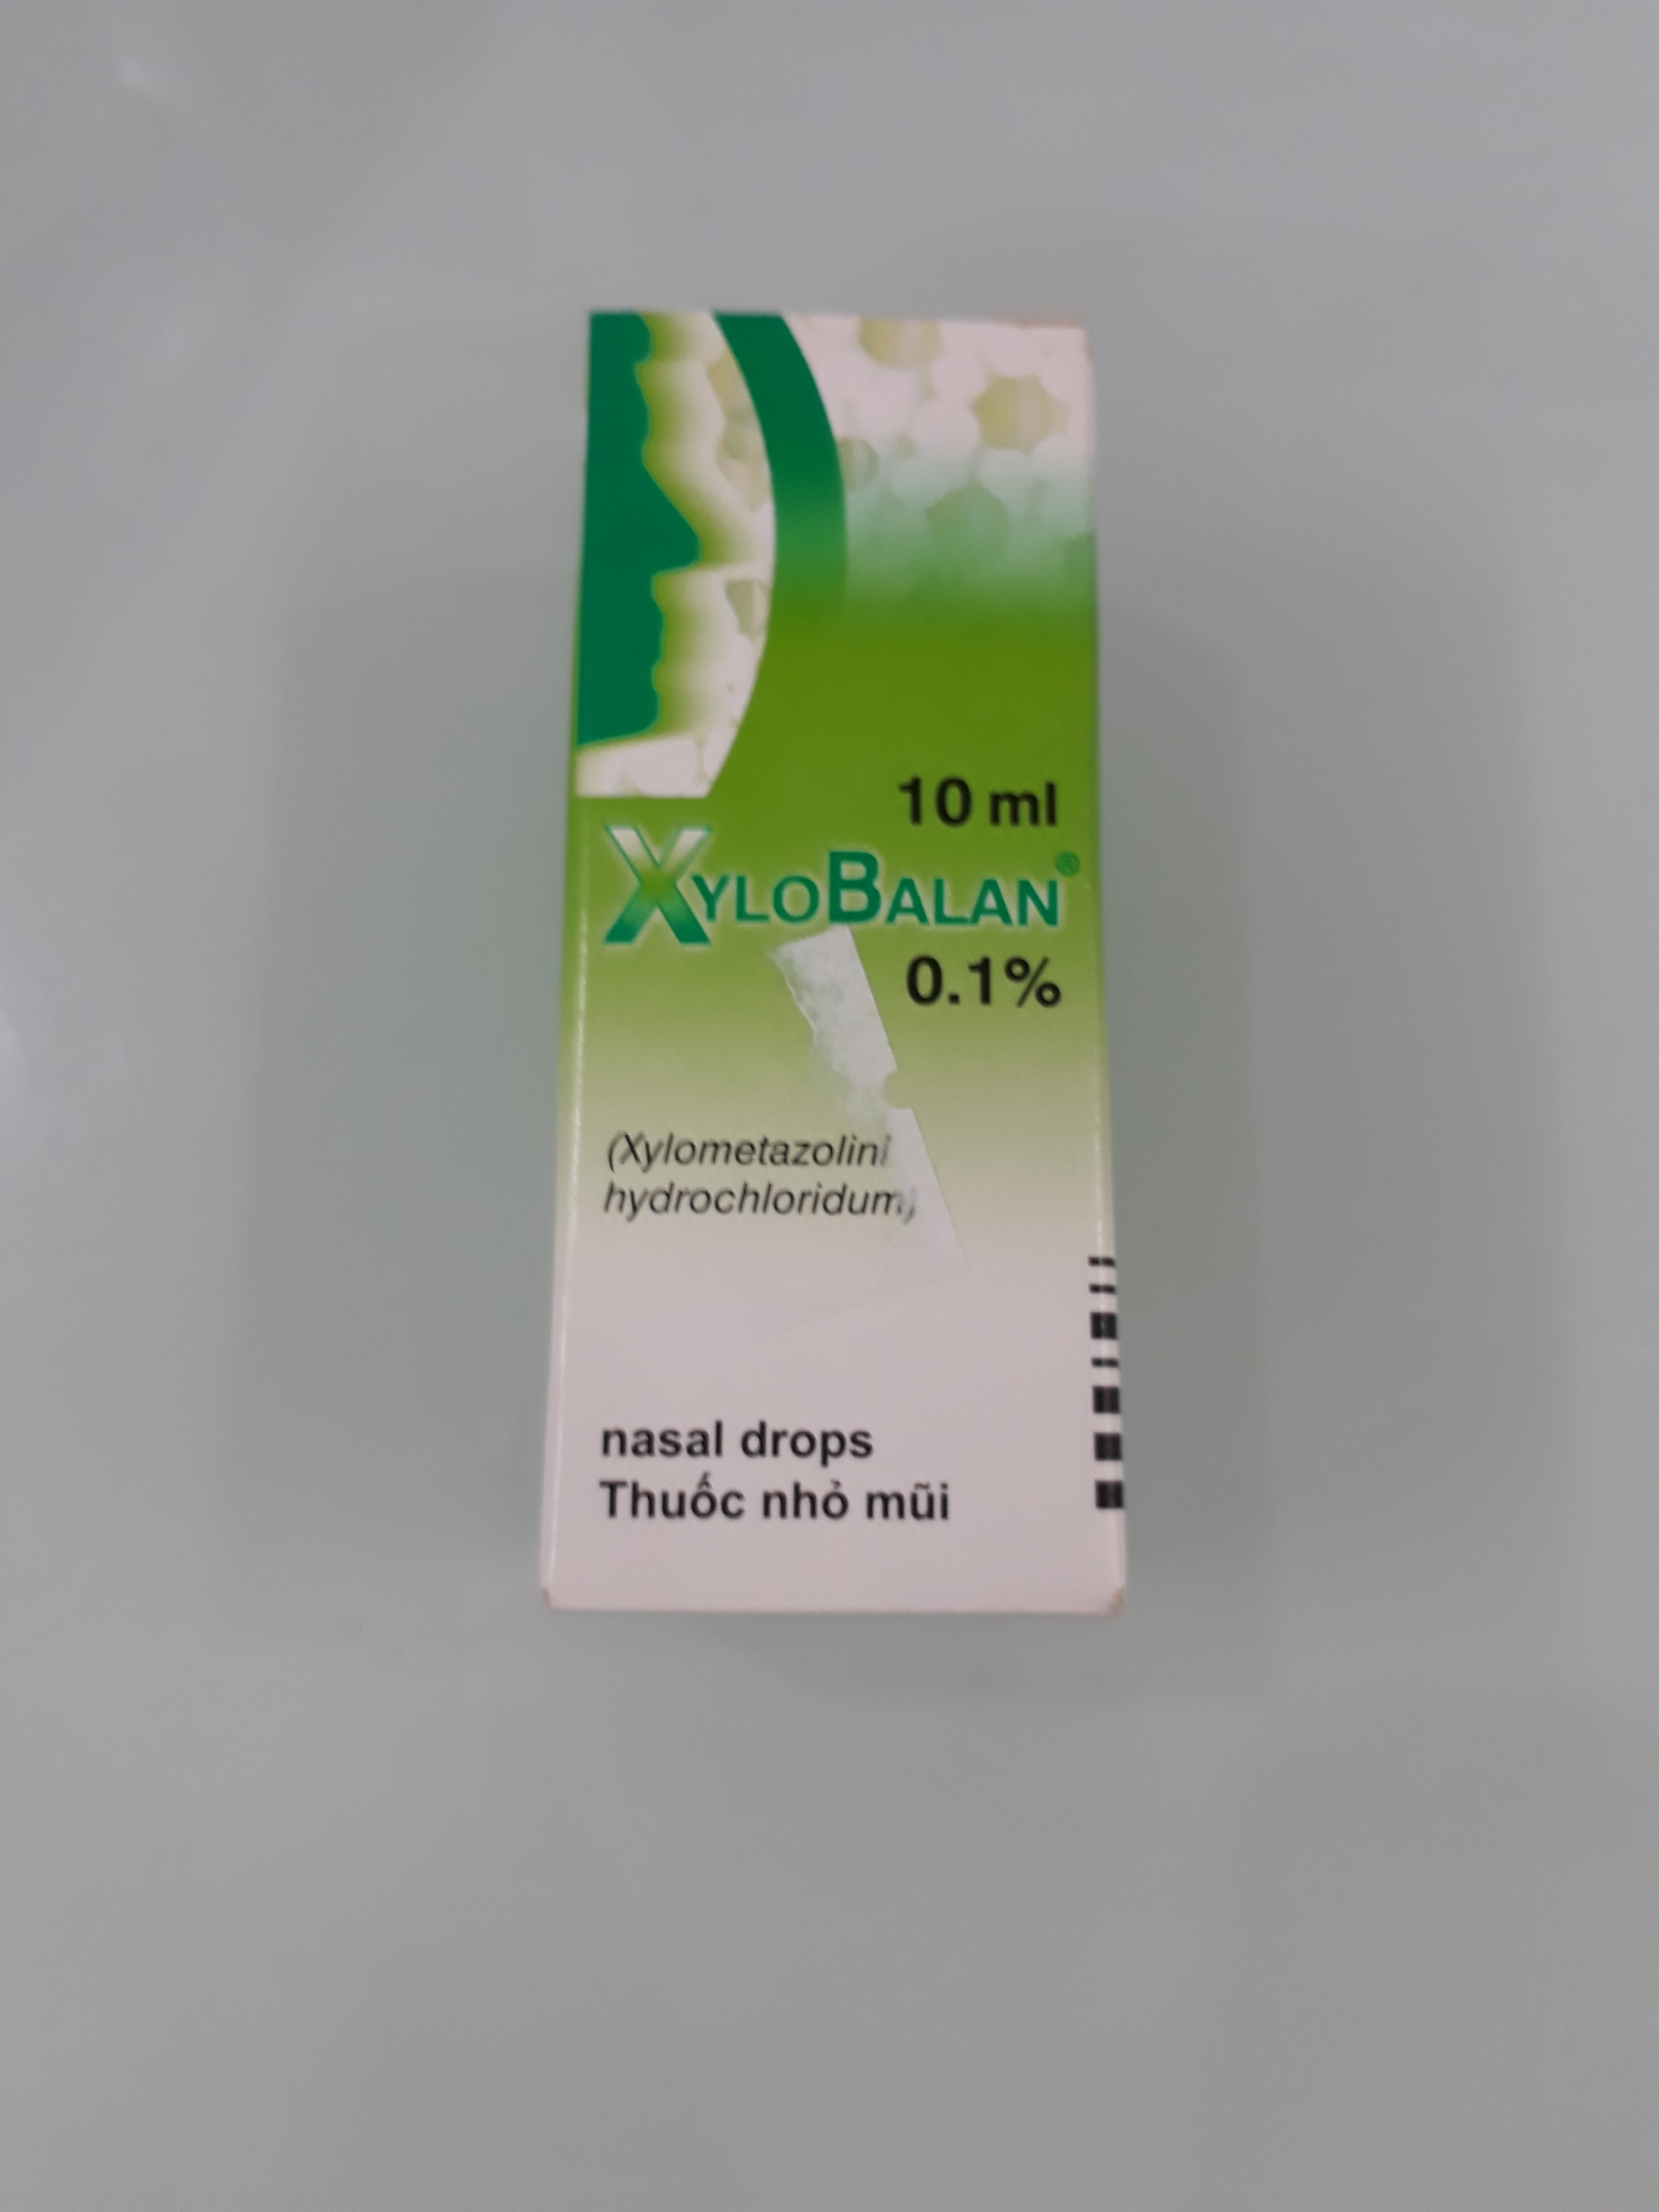 10 ml
XYLOBALAN®
0.1%
(Xylometazolini
hydrochloridum)
nasal drops
Thuốc nhỏ mũi